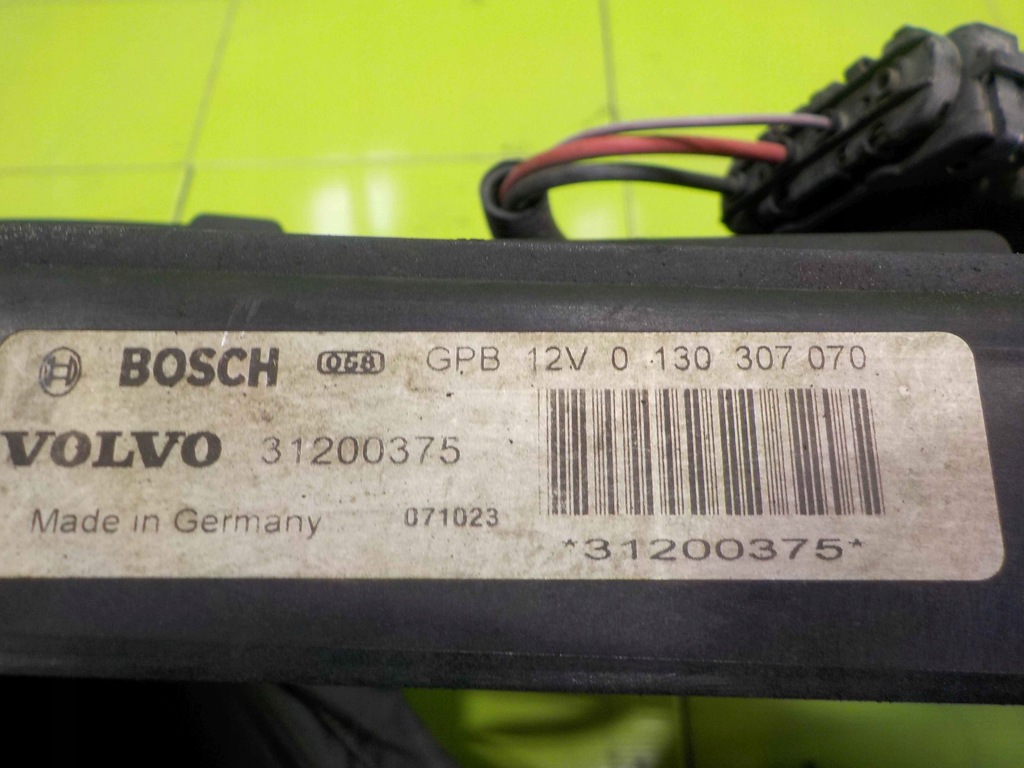 BOSCH 058 GPB 12V 0 130 307 070
VOLVO 31200375
Made in Germany 071023
*31200375*